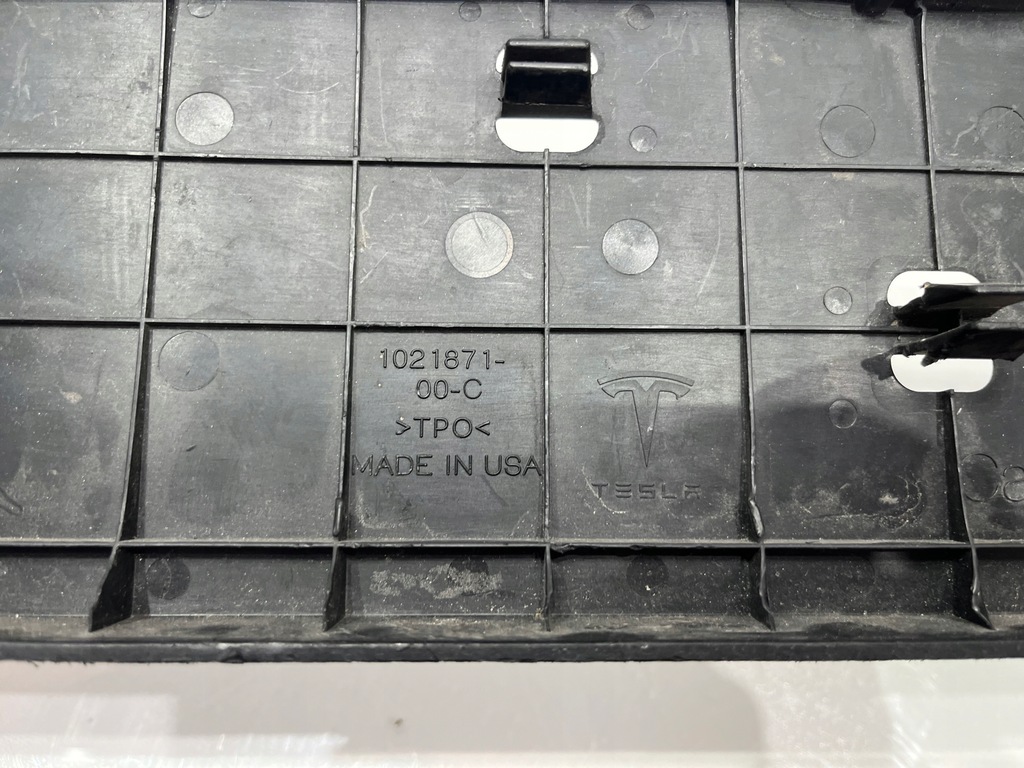 1021871-
00-C
>TPO<
MADE IN USA
TESLA